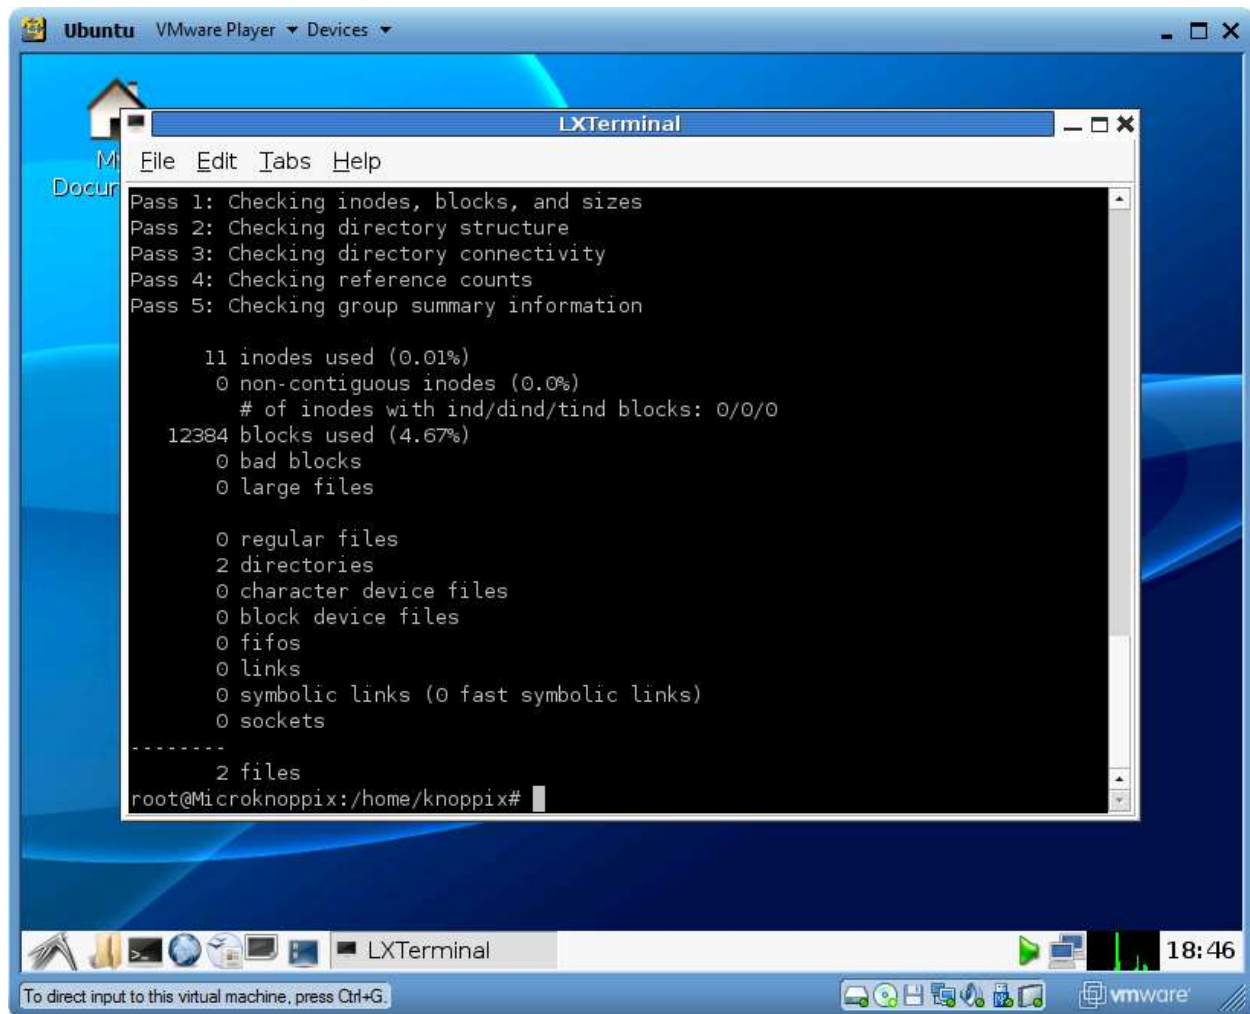 Ubuntu VMware Player Devices
LXTerminal
My
Docum
File Edit Tabs Help
Pass 1: Checking inodes, blocks, and sizes
Pass 2: Checking directory structure
Pass 3: Checking directory connectivity
Pass 4: Checking reference counts
Pass 5: Checking group summary information
11 inodes used (0.01%)
0 non-contiguous inodes (0.0%)
# of inodes with ind/dind/tind blocks: 0/0/0
12384 blocks used (4.67%)
0 bad blocks
0 large files
0 regular files
2 directories
0 character device files
0 block device files
0 fifos
0 links
0 symbolic links (0 fast symbolic links)
0 sockets
--------
2 files
root@Microknoppix:/home/knoppix#
LXTerminal 18:46
To direct input to this virtual machine, press Ctrl+G. vmware